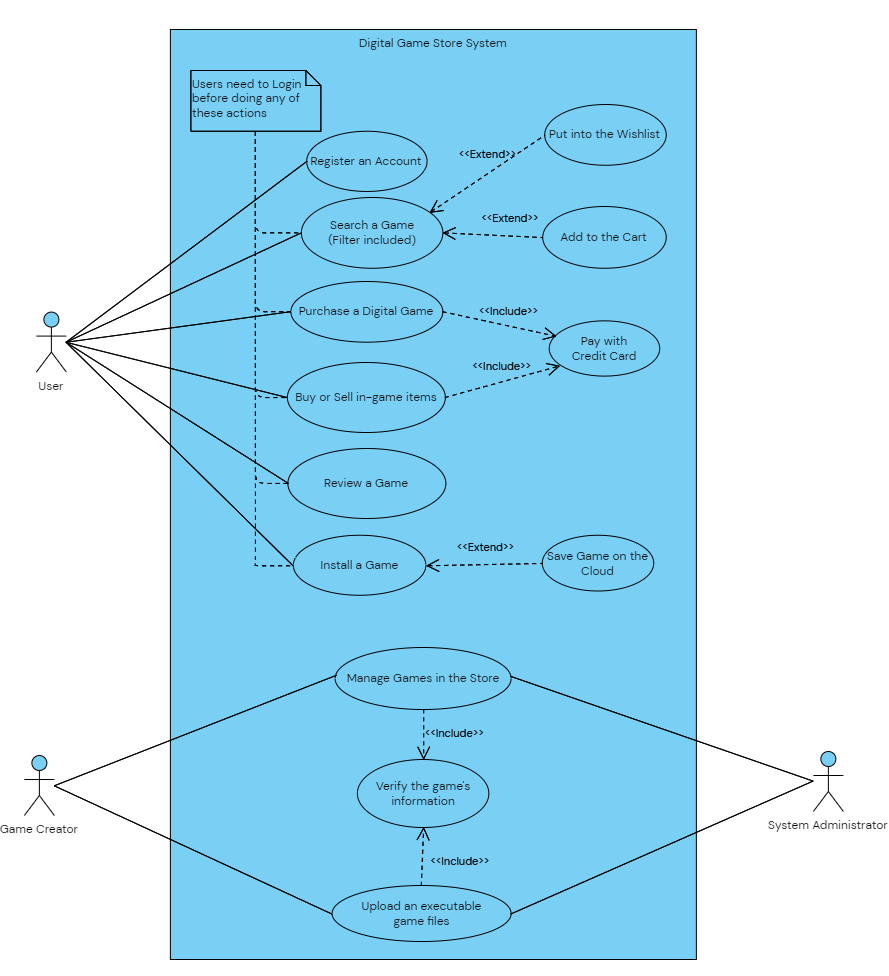 Digital Game Store System
Users need to Login
before doing any of
these actions
Put into the Wishlist
<<Extend>>
Register an Account
Search a Game
(Filter included)
<<Extend>>
Add to the Cart
Purchase a Digital Game
<<Include>>
Pay with
Credit Card
<<Include>>
Buy or Sell in-game items
User
Review a Game
Install a Game
<<Extend>>
Save Game on the
Cloud
Manage Games in the Store
<<Include>>
Verify the game's
information
Game Creator
System Administrator
<<Include>>
Upload an executable
game files